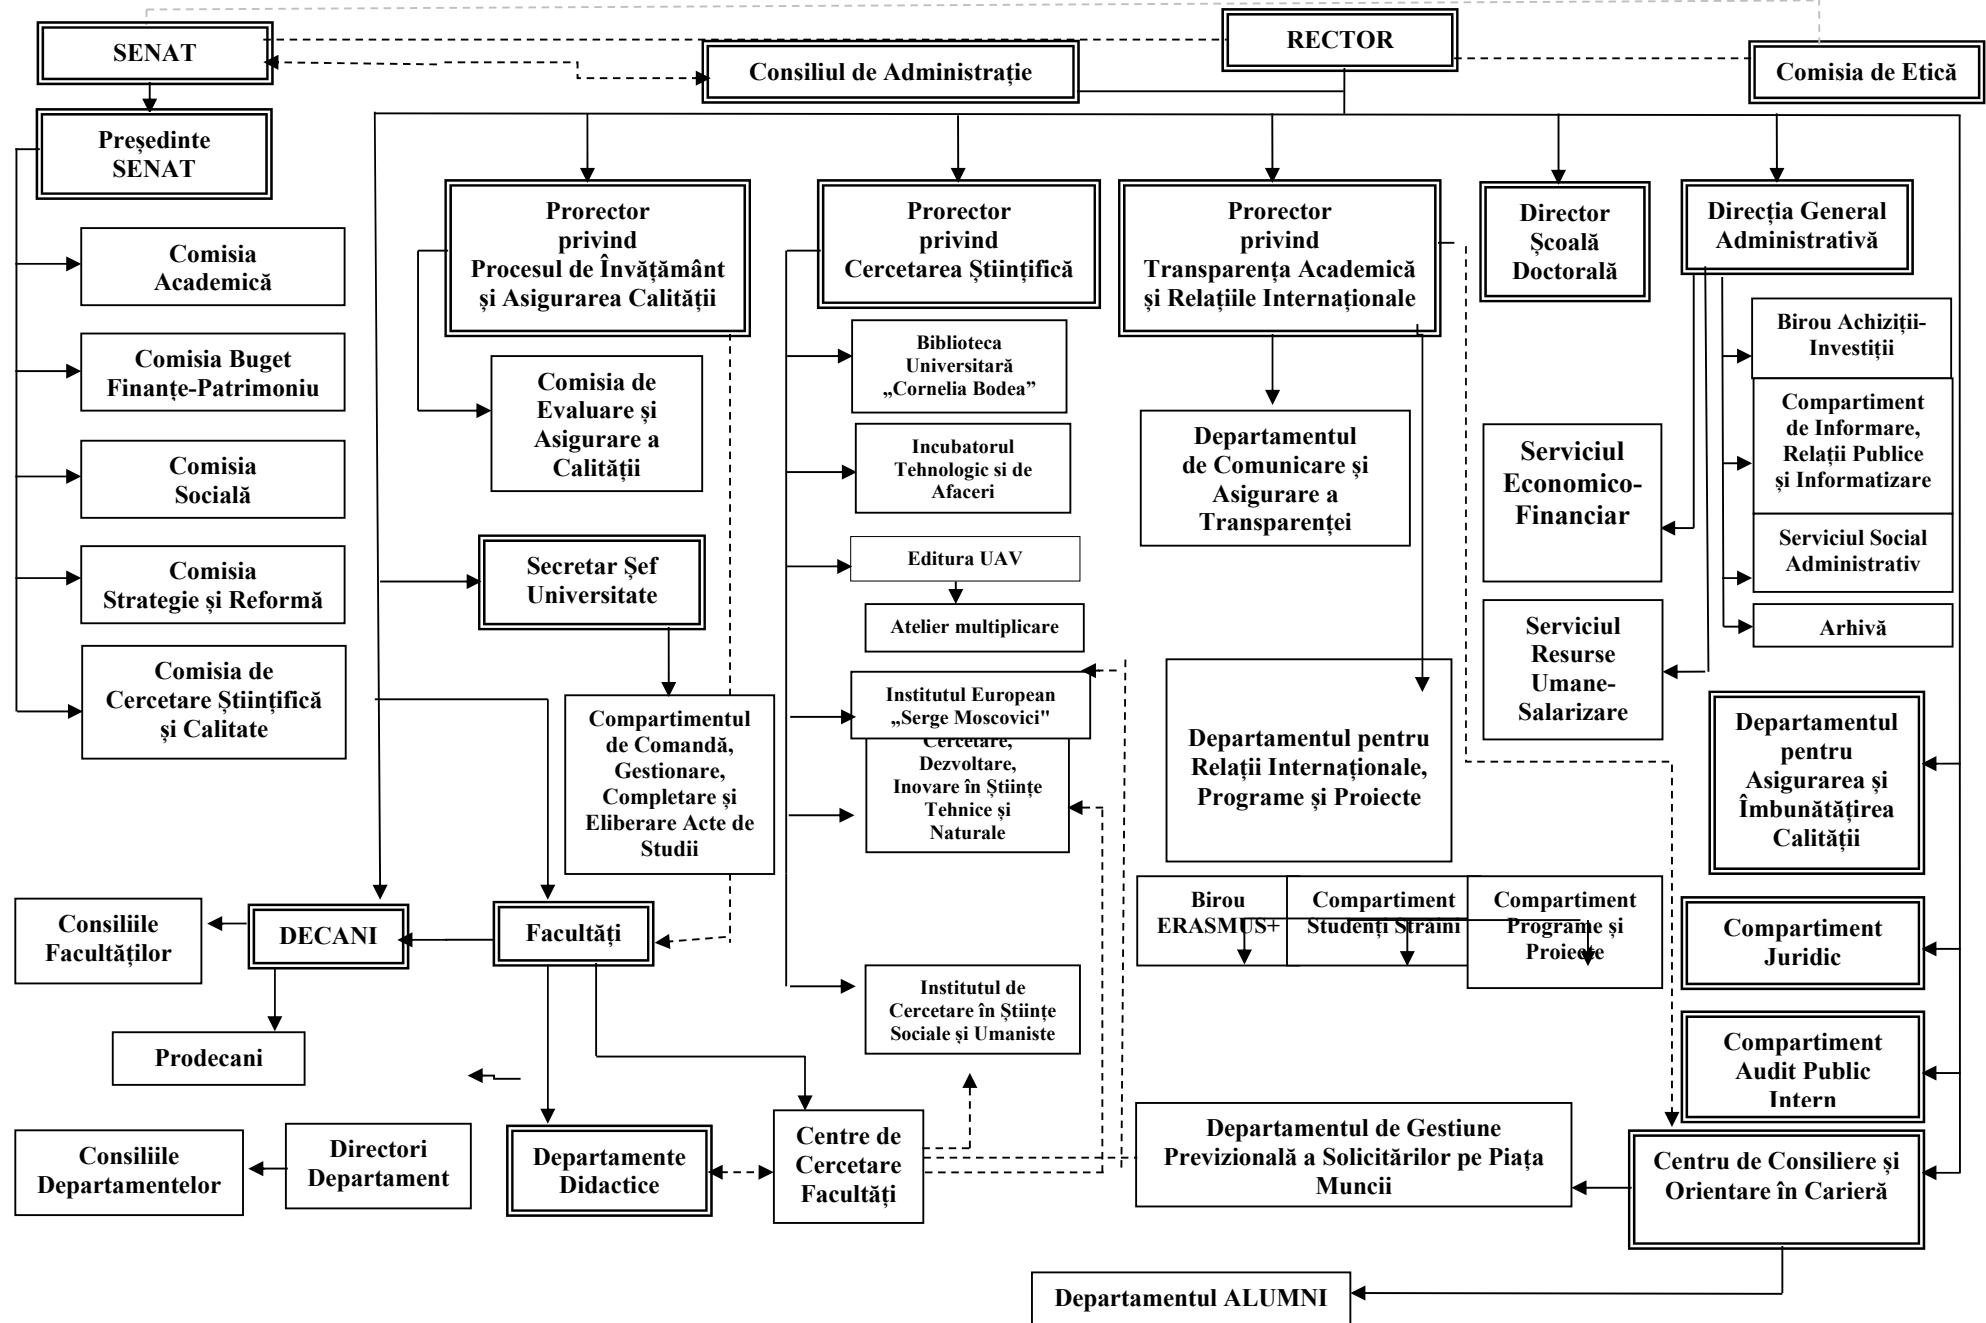 SENAT
RECTOR
Consiliul de Administrație
Comisia de Etică
Președinte
SENAT
Comisia
Academică
Comisia Buget
Finanțe-Patrimoniu
Comisia
Socială
Comisia
Strategie și Reformă
Comisia de
Cercetare Științifică
și Calitate
Prorector
privind
Procesul de Învățământ
și Asigurarea Calității
Comisia de
Evaluare și
Asigurare a
Calității
Secretar Șef
Universitate
Compartimentul
de Comandă,
Gestionare,
Completare și
Eliberare Acte de
Studii
Prorector
privind
Cercetarea Științifică
Biblioteca
Universitară
„Cornelia Bodea”
Incubatorul
Tehnologic si de
Afaceri
Editura UAV
Atelier multiplicare
Institutul European
„Serge Moscovici"
Cercetare,
Dezvoltare,
Inovare în Științe
Tehnice și
Naturale
Institutul de
Cercetare în Științe
Sociale și Umaniste
Prorector
privind
Transparența Academică
și Relațiile Internaționale
Departamentul
de Comunicare și
Asigurare a
Transparenței
Departamentul pentru
Relații Internaționale,
Programe și Proiecte
Birou
ERASMUS+
Compartiment
Studenți Străini
Compartiment
Programe și
Proiecte
Director
Școală
Doctorală
Direcția General
Administrativă
Birou Achiziții-
Investiții
Compartiment
de Informare,
Relații Publice
și Informatizare
Serviciul Social
Administrativ
Arhivă
Serviciul
Economico-
Financiar
Serviciul
Resurse
Umane-
Salarizare
Departamentul
pentru
Asigurarea și
Îmbunătățirea
Calității
Compartiment
Juridic
Compartiment
Audit Public
Intern
Centru de Consiliere și
Orientare în Carieră
Departamentul de Gestiune
Previzională a Solicitărilor pe Piața
Muncii
Departamentul ALUMNI
Consiliile
Facultăților
DECANI
Facultăți
Prodecani
Consiliile
Departamentelor
Directori
Departament
Departamente
Didactice
Centre de
Cercetare
Facultăți